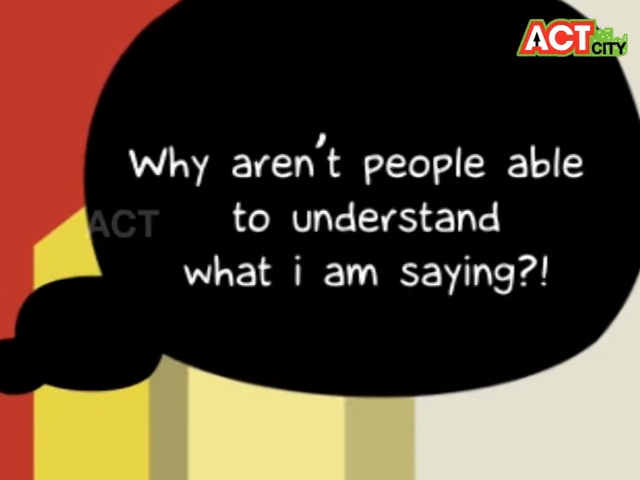 ACT
CITY
Why aren't people able
to understand
what i am saying?!
ACT